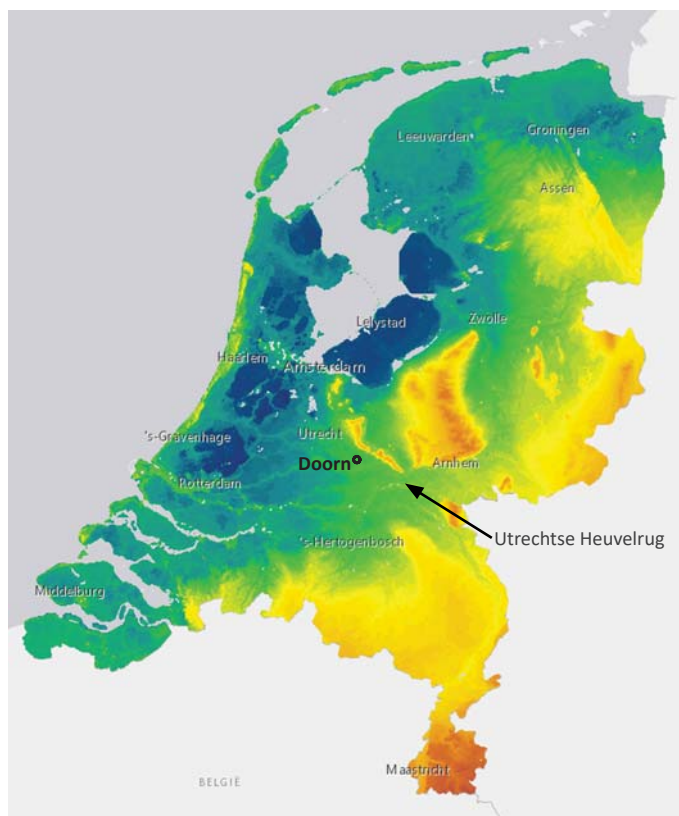 Groningen
Leeuwarden
Assen
Zwolle
Lelystad
Haarlem
Amsterdam
Utrecht
's-Gravenhage
Doorn
Arnhem
Rotterdam
Utrechtse Heuvelrug
's-Hertogenbosch
Middelburg
Maastricht
BELGIË